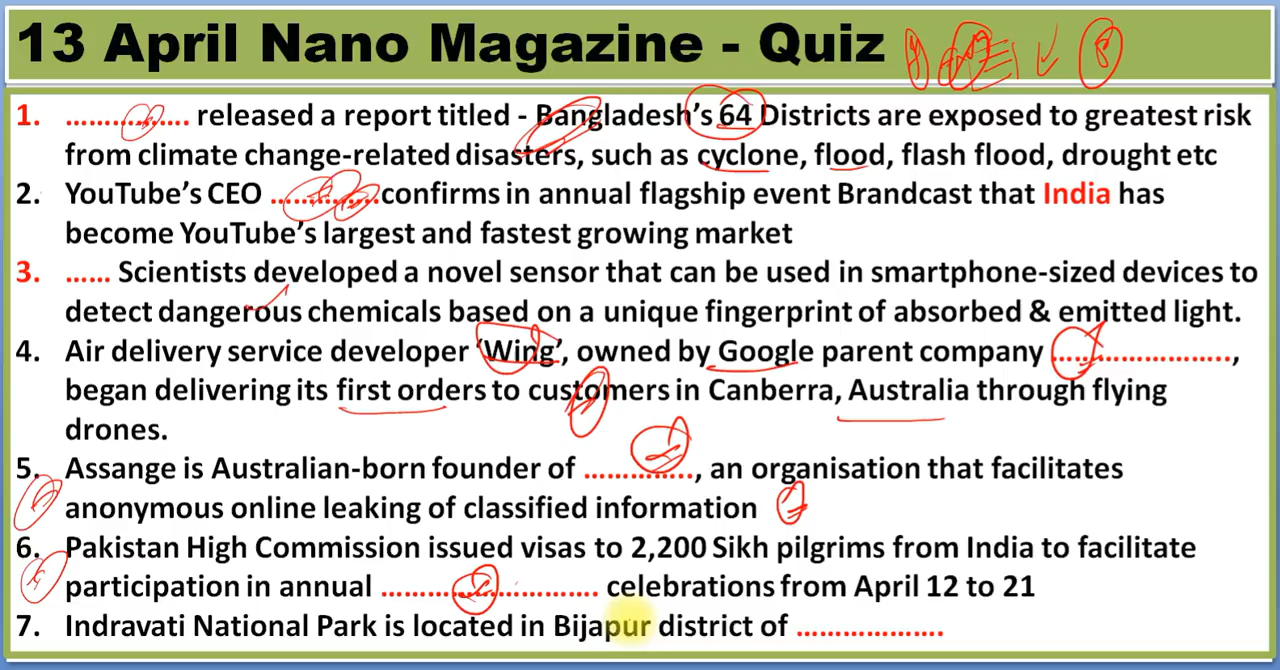 13 April Nano Magazine - Quiz
1. ………………. released a report titled - Bangladesh's 64 Districts are exposed to greatest risk
from climate change-related disasters, such as cyclone, flood, flash flood, drought etc
2. YouTube's CEO …………… confirms in annual flagship event Brandcast that India has
become YouTube's largest and fastest growing market
3. …… Scientists developed a novel sensor that can be used in smartphone-sized devices to
detect dangerous chemicals based on a unique fingerprint of absorbed & emitted light.
4. Air delivery service developer 'Wing', owned by Google parent company …………………….,
began delivering its first orders to customers in Canberra, Australia through flying
drones.
5. Assange is Australian-born founder of ……………., an organisation that facilitates
anonymous online leaking of classified information
6. Pakistan High Commission issued visas to 2,200 Sikh pilgrims from India to facilitate
participation in annual …………………………. celebrations from April 12 to 21
7. Indravati National Park is located in Bijapur district of ………………..